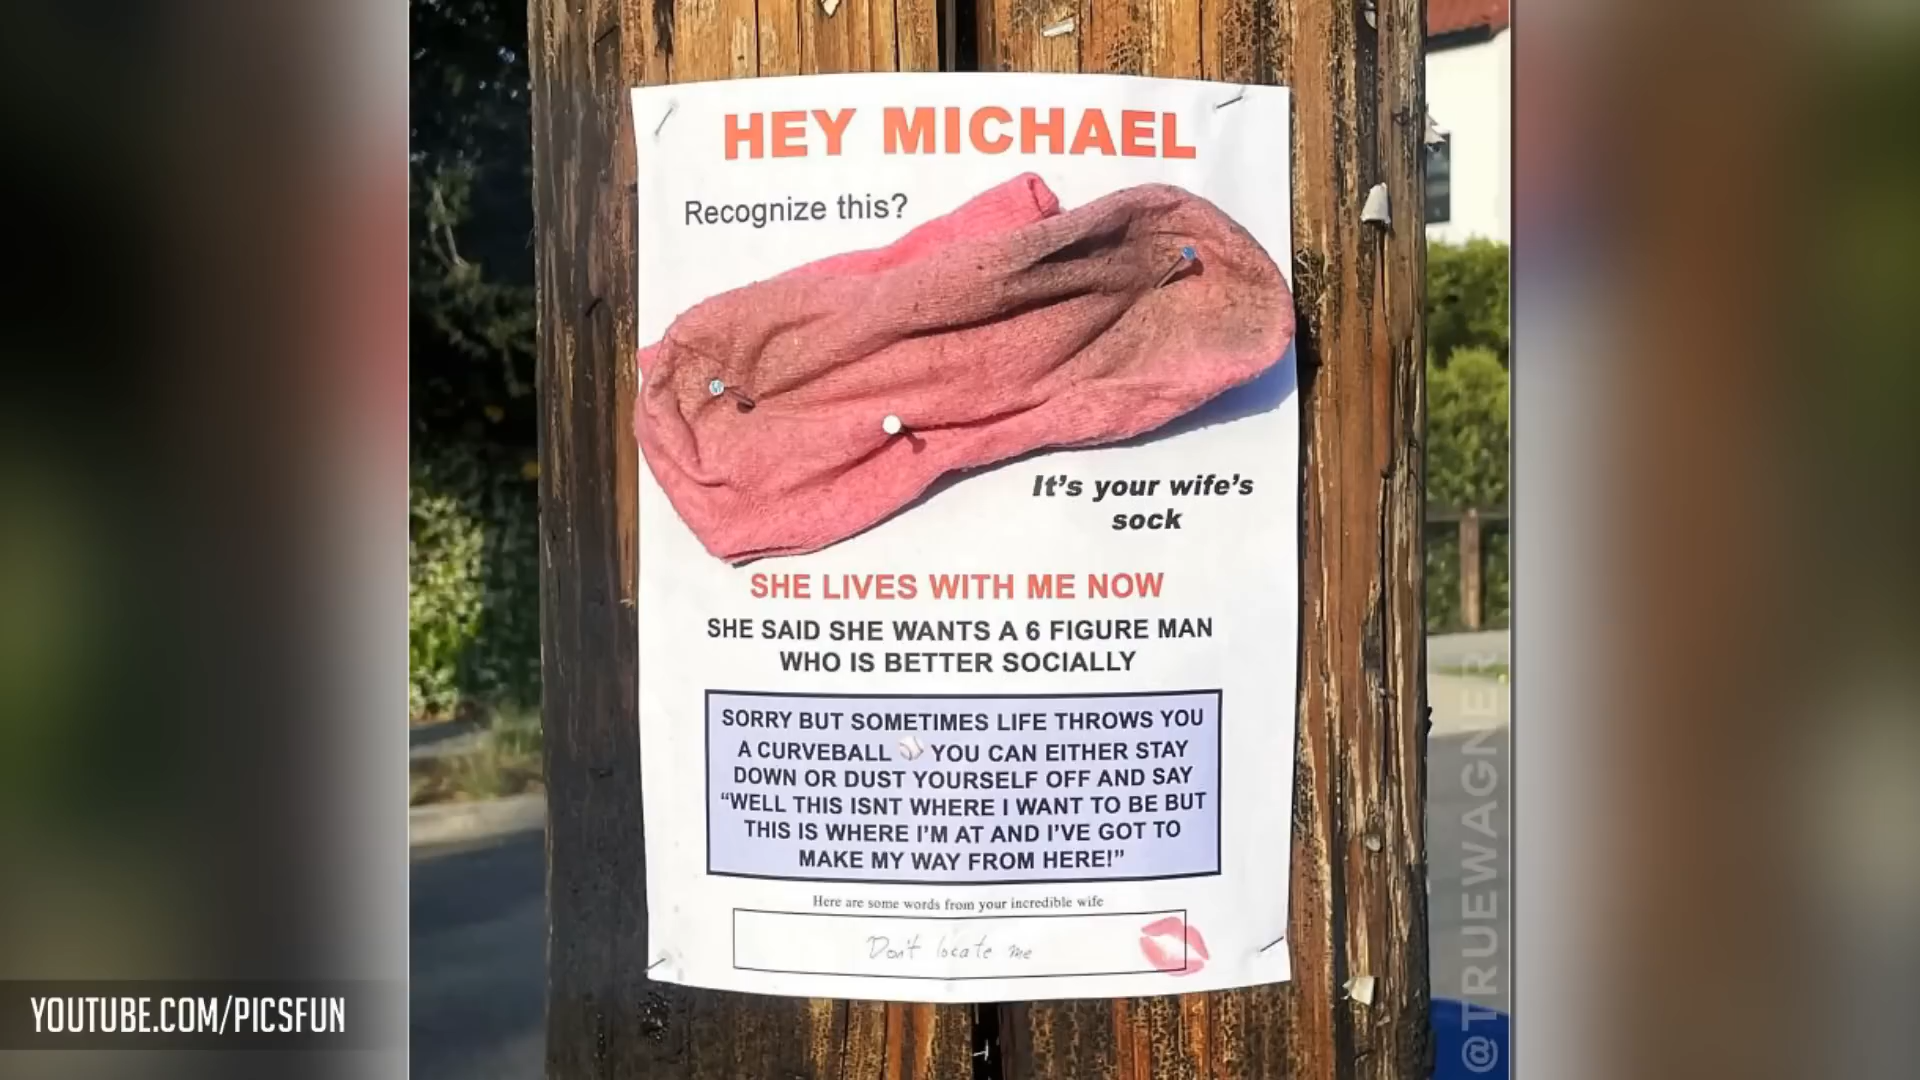 HEY MICHAEL
Recognize this?
It's your wife's
sock
SHE LIVES WITH ME NOW
SHE SAID SHE WANTS A 6 FIGURE MAN
WHO IS BETTER SOCIALLY
SORRY BUT SOMETIMES LIFE THROWS YOU
A CURVEBALL ⚾ YOU CAN EITHER STAY
DOWN OR DUST YOURSELF OFF AND SAY
“WELL THIS ISNT WHERE I WANT TO BE BUT
THIS IS WHERE I'M AT AND I'VE GOT TO
MAKE MY WAY FROM HERE!”
Here are some words from your incredible wife
Don't locate me
@TRUEWAGNER
YOUTUBE.COM/PICSFUN